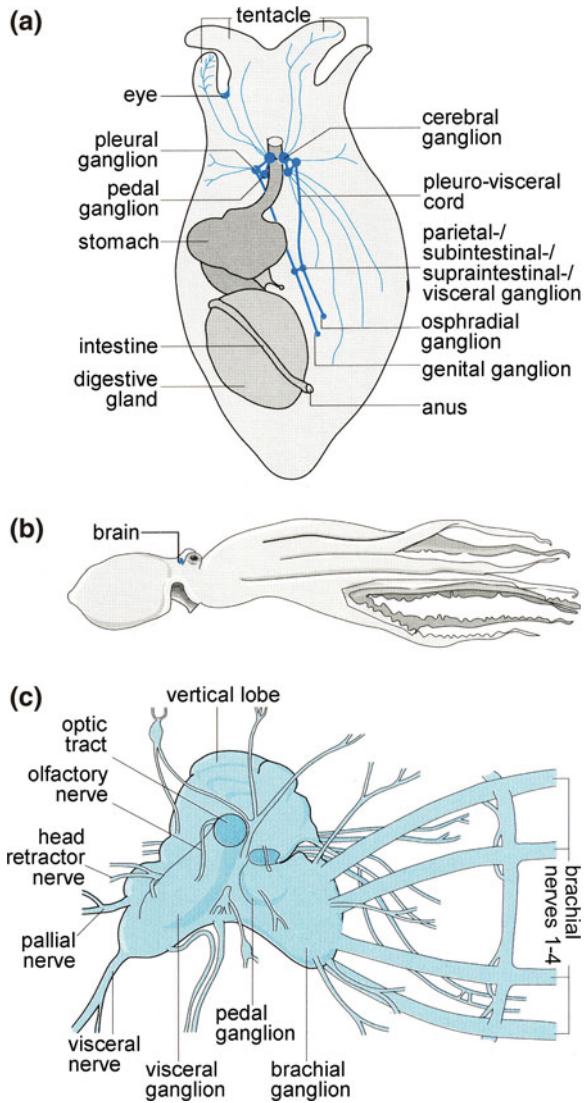 (a)
tentacle
eye
pleural
ganglion
pedal
ganglion
stomach
intestine
digestive
gland
cerebral
ganglion
pleuro-visceral
cord
parietal-/
subintestinal-/
supraintestinal-/
visceral ganglion
osphradial
ganglion
genital ganglion
anus
(b)
brain
(c)
vertical lobe
optic
tract
olfactory
nerve
head
retractor
nerve
pallial
nerve
visceral
nerve
visceral
ganglion
pedal
ganglion
brachial
ganglion
brachial
nerves 1-4